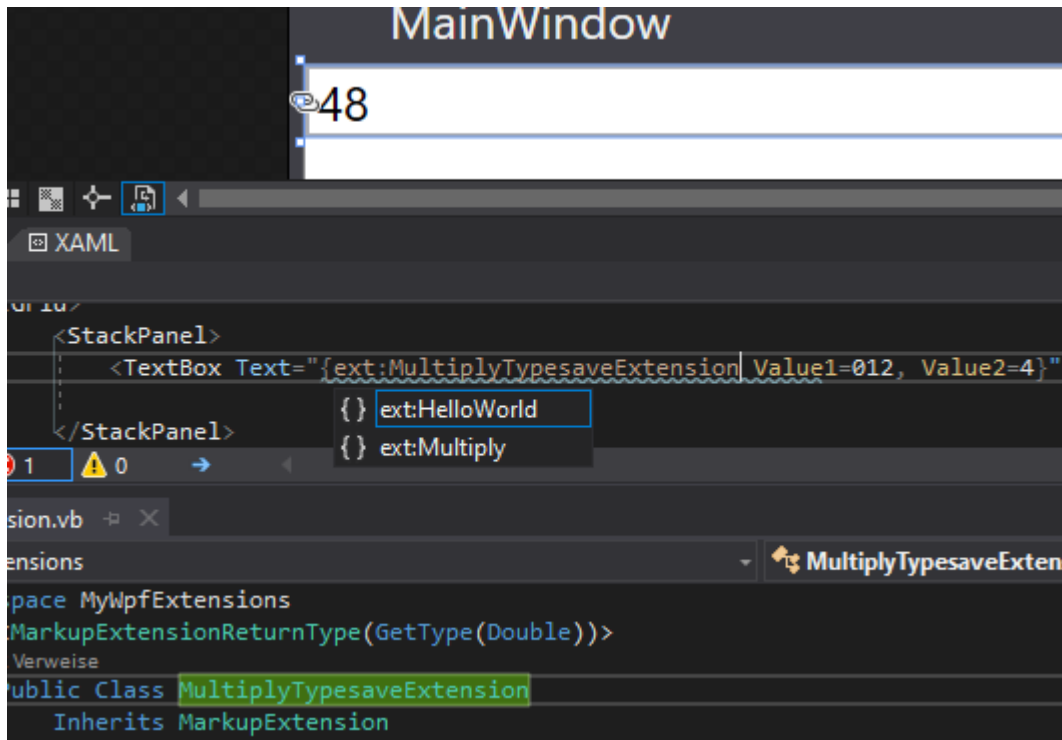 MainWindow
48
XAML
<StackPanel>
<TextBox Text="{ext:MultiplyTypesaveExtension Value1=012, Value2=4}"
{} ext:HelloWorld
</StackPanel>
{} ext:Multiply
1 0
sion.vb
ensions
MultiplyTypesaveExten
space MyWpfExtensions
<MarkupExtensionReturnType(GetType(Double))>
Verweise
Public Class MultiplyTypesaveExtension
Inherits MarkupExtension